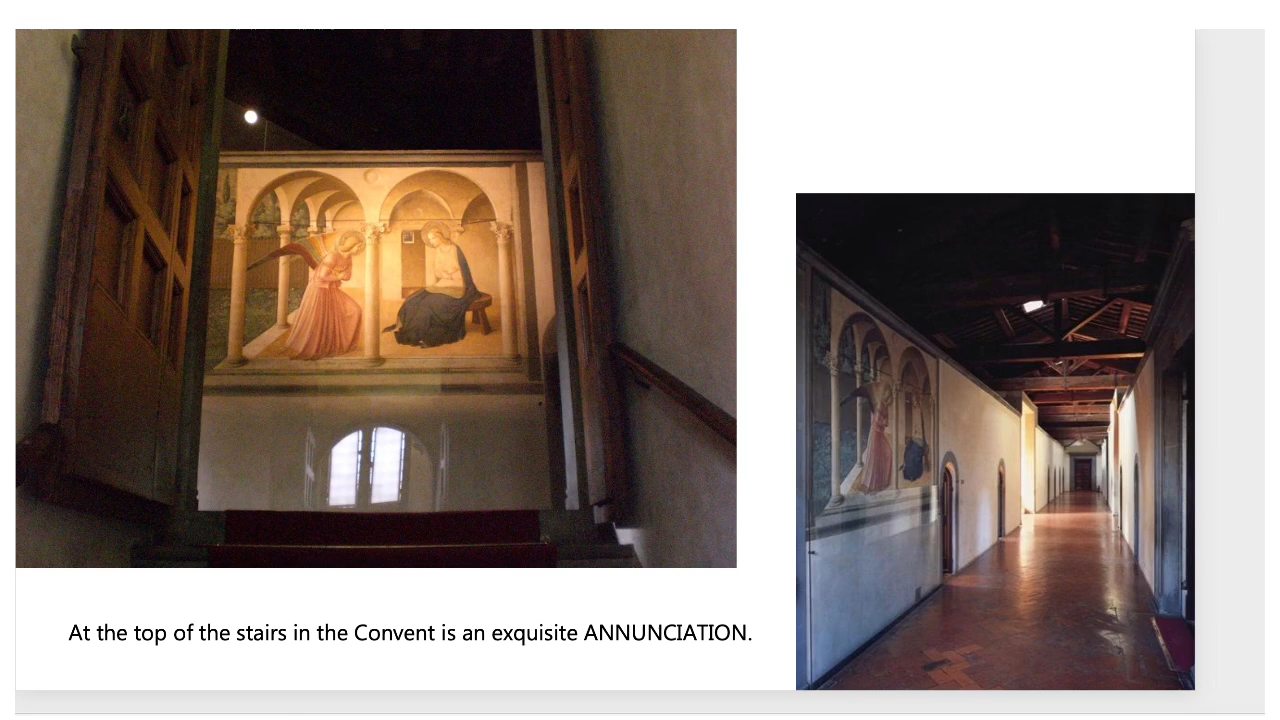 At the top of the stairs in the Convent is an exquisite ANNUNCIATION.